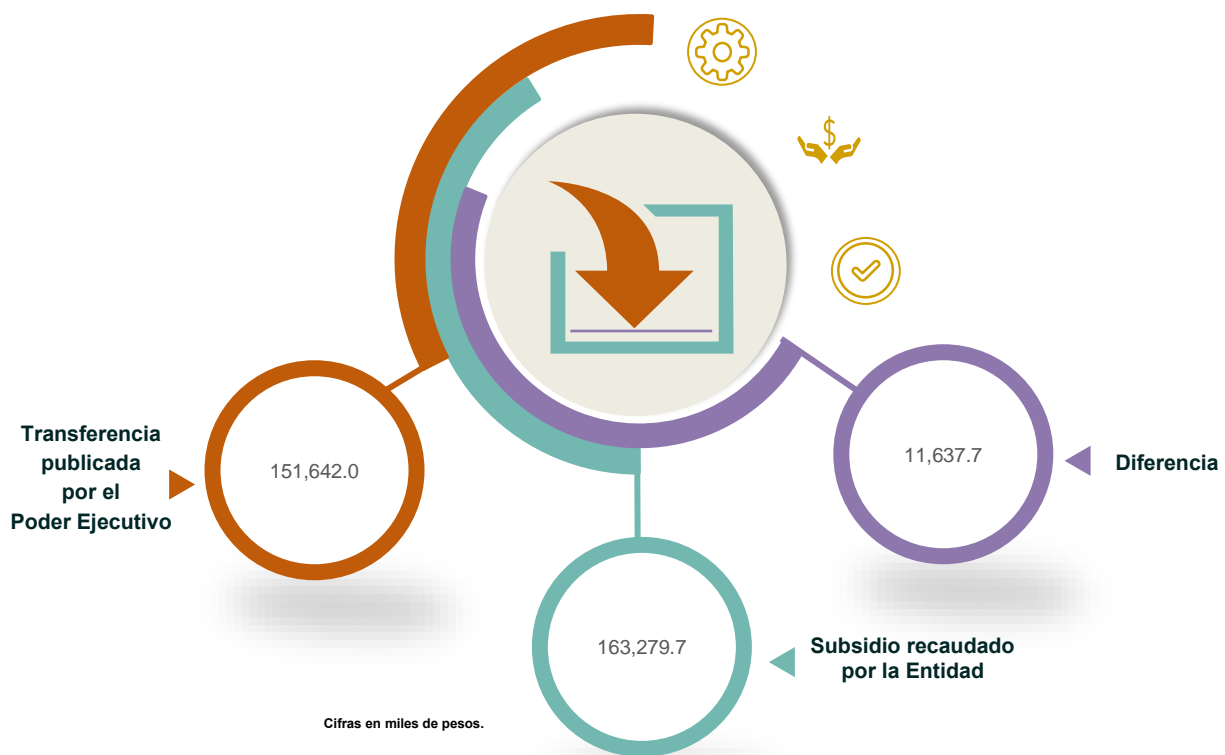 Transferencia
publicada
por el
Poder Ejecutivo
151,642.0
11,637.7
Diferencia
163,279.7
Subsidio recaudado
por la Entidad
Cifras en miles de pesos.
$